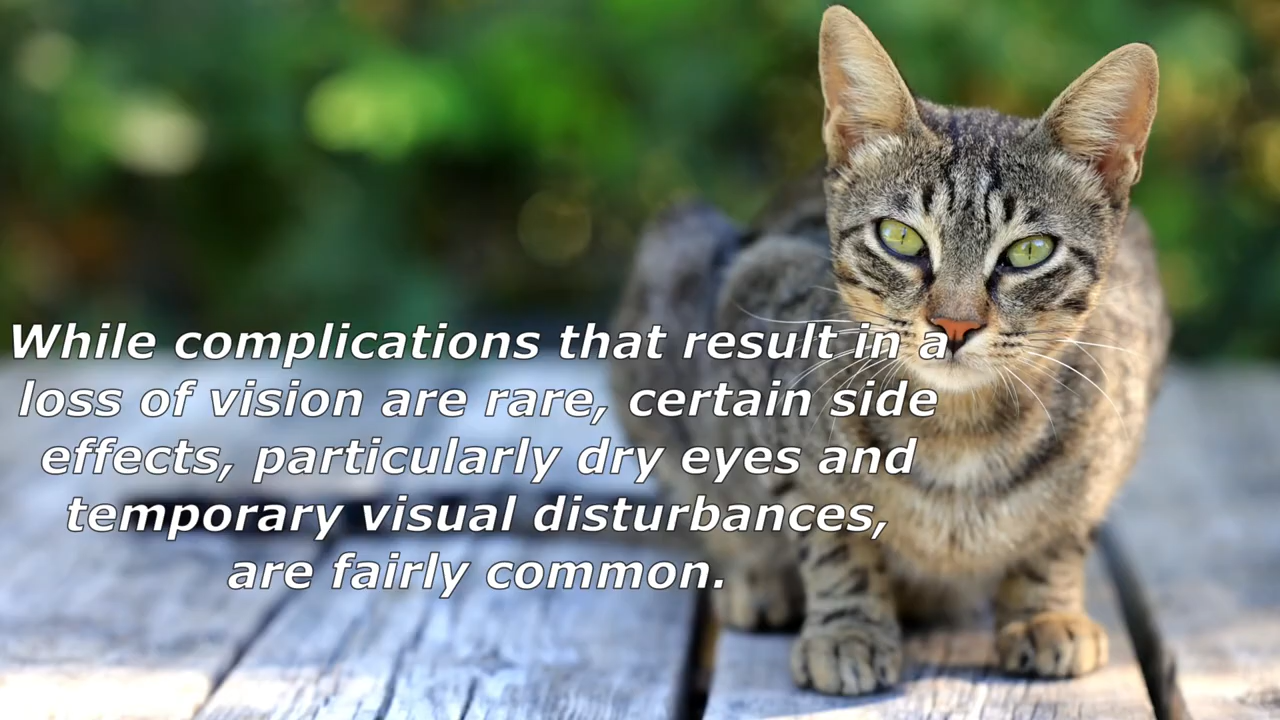 While complications that result in a
loss of vision are rare, certain side
effects, particularly dry eyes and
temporary visual disturbances,
are fairly common.